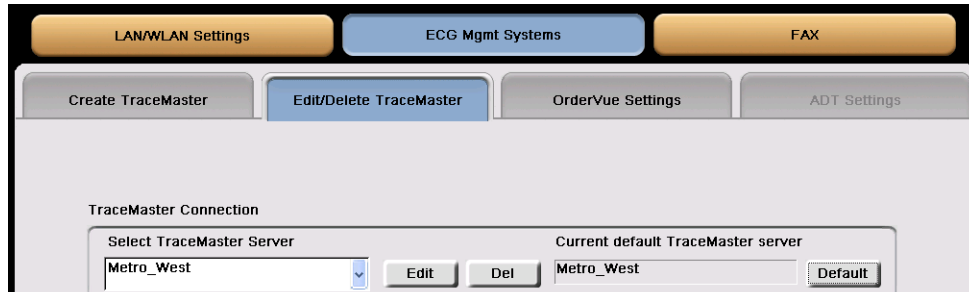 LAN/WLAN Settings ECG Mgmt Systems FAX
Create TraceMaster Edit/Delete TraceMaster OrderVue Settings ADT Settings
TraceMaster Connection
Select TraceMaster Server Current default TraceMaster server
Metro_West Edit Del Metro_West Default